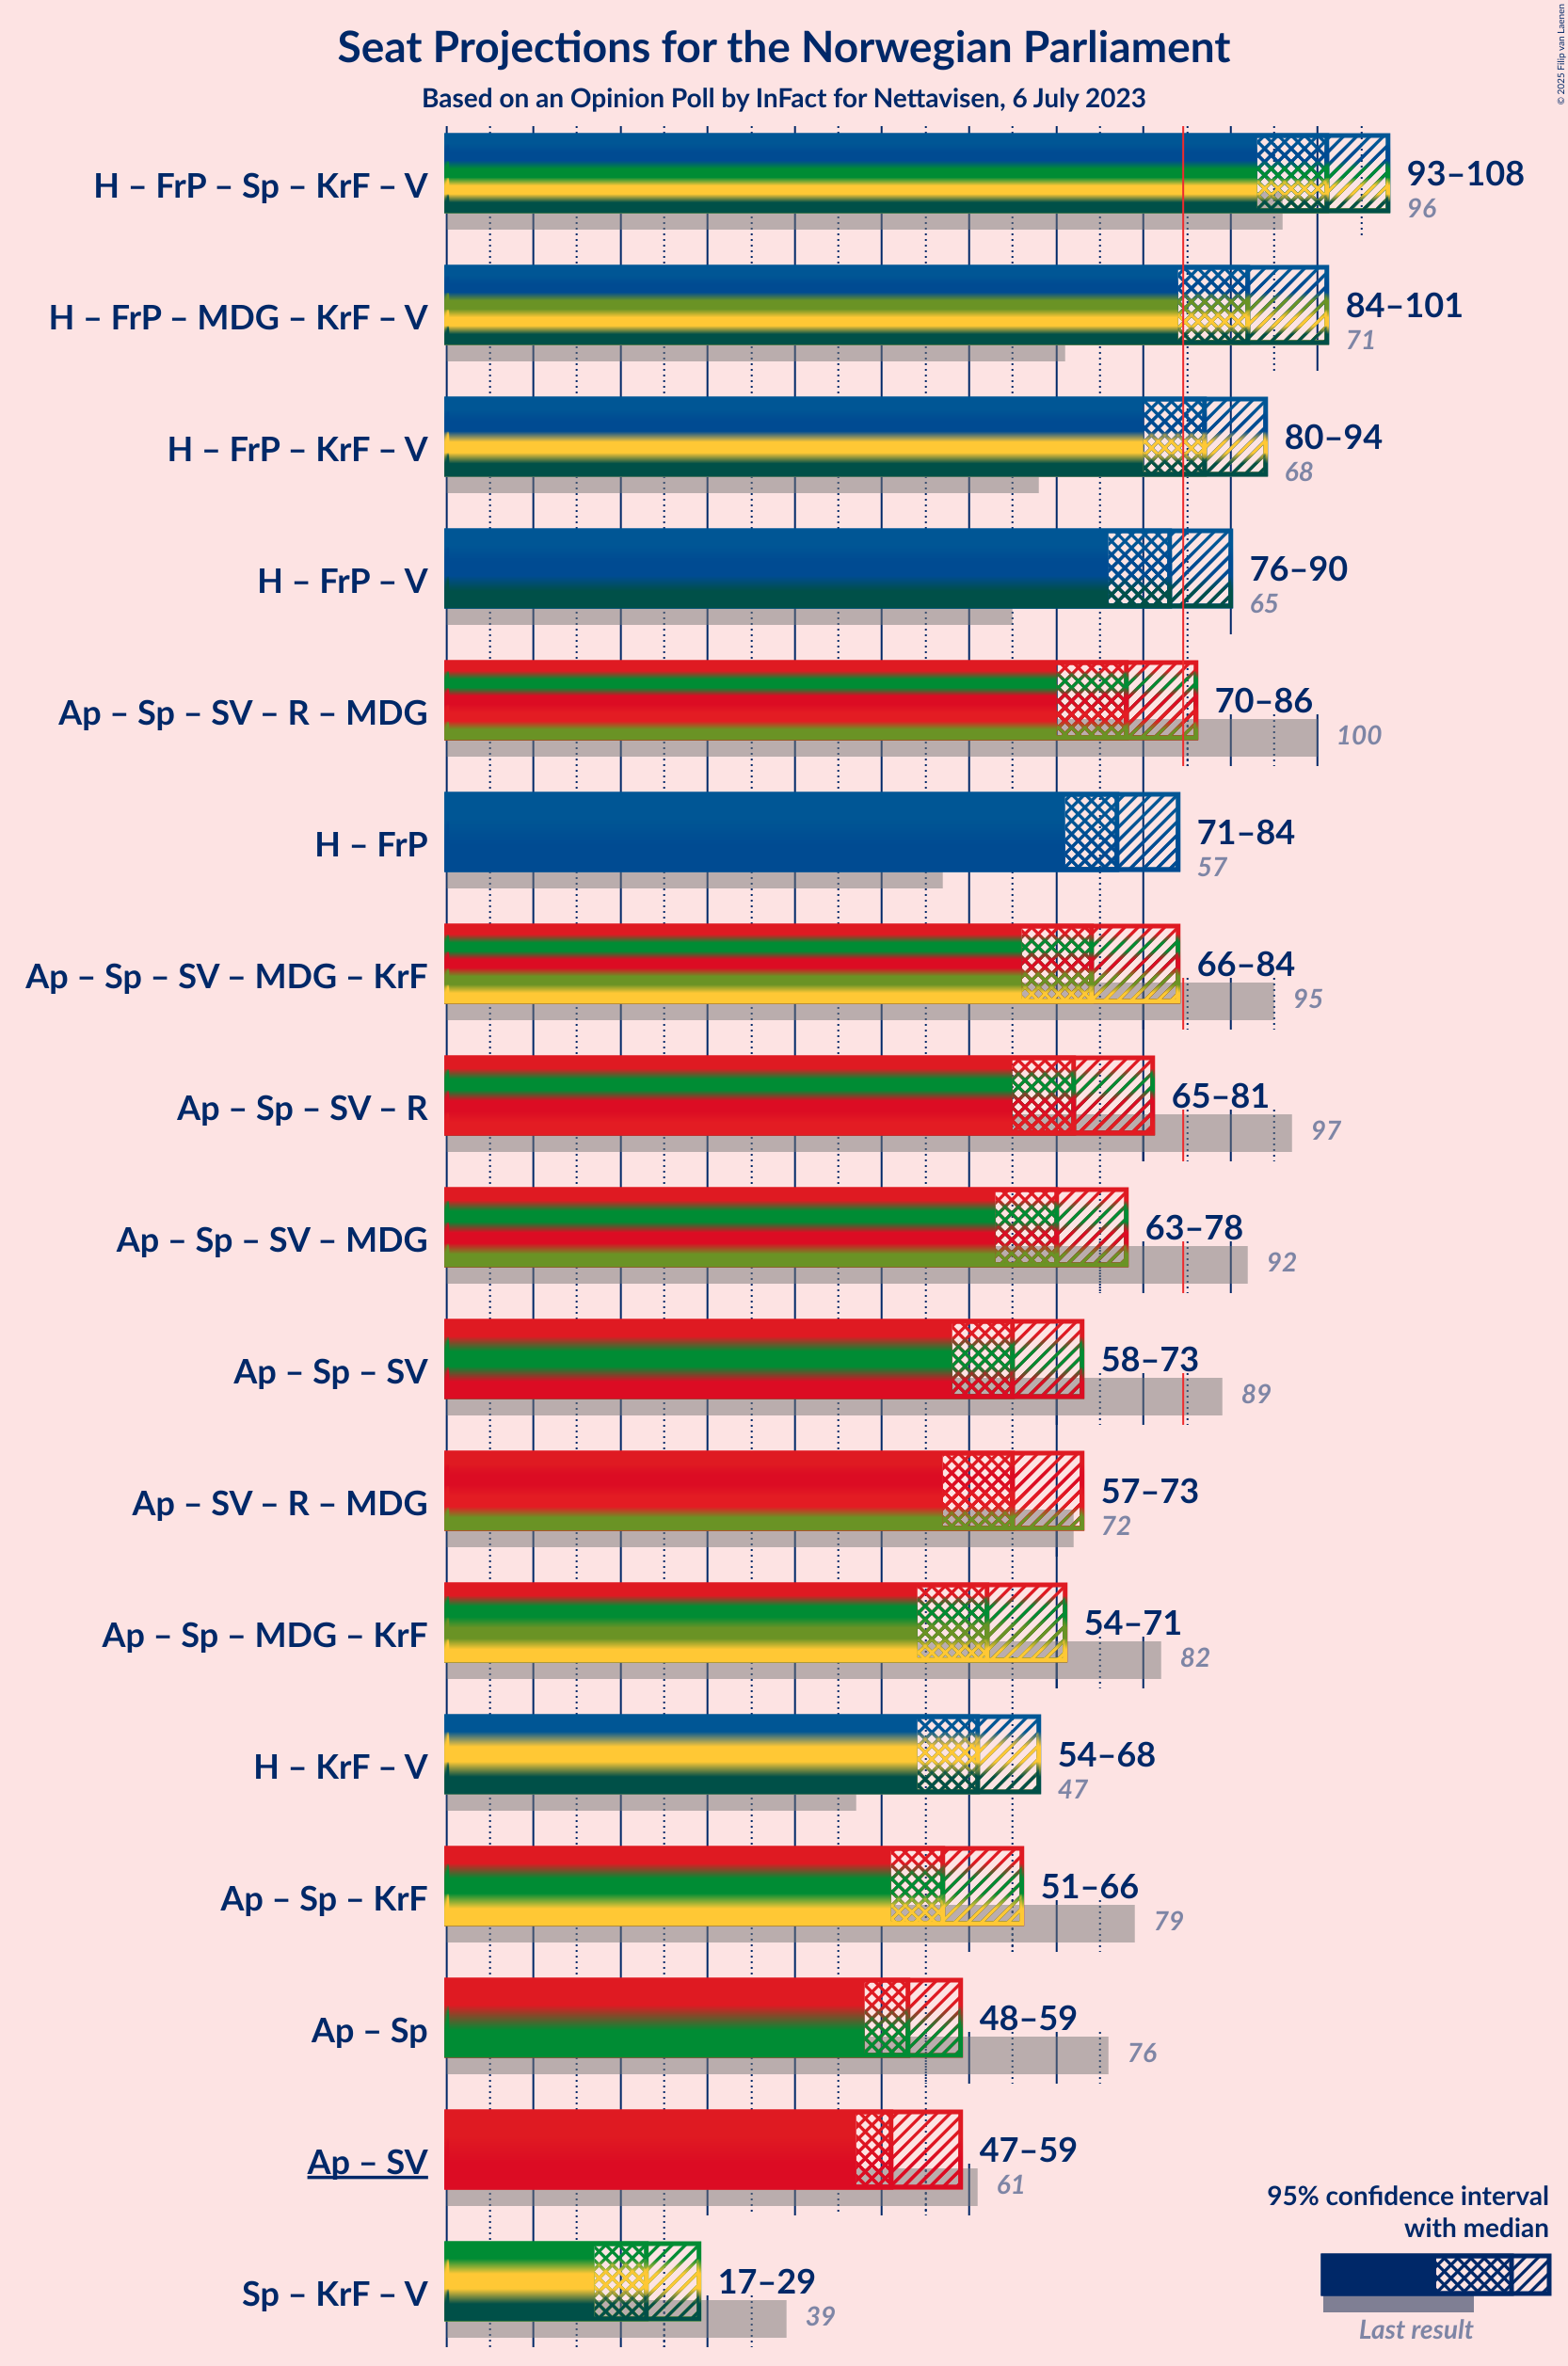 Seat Projections for the Norwegian Parliament
Based on an Opinion Poll by InFact for Nettavisen, 6 July 2023
© 2025 Filip van Laenen
H – FrP – Sp – KrF – V
93–108
96
H – FrP – MDG – KrF – V
84–101
71
H – FrP – KrF – V
80–94
68
H – FrP – V
76–90
65
Ap – Sp – SV – R – MDG
70–86
100
H – FrP
71–84
57
Ap – Sp – SV – MDG – KrF
66–84
95
Ap – Sp – SV – R
65–81
97
Ap – Sp – SV – MDG
63–78
92
Ap – Sp – SV
58–73
89
Ap – SV – R – MDG
57–73
72
Ap – Sp – MDG – KrF
54–71
82
H – KrF – V
54–68
47
Ap – Sp – KrF
51–66
79
Ap – Sp
48–59
76
Ap – SV
47–59
61
Sp – KrF – V
17–29
39
95% confidence interval
with median
Last result